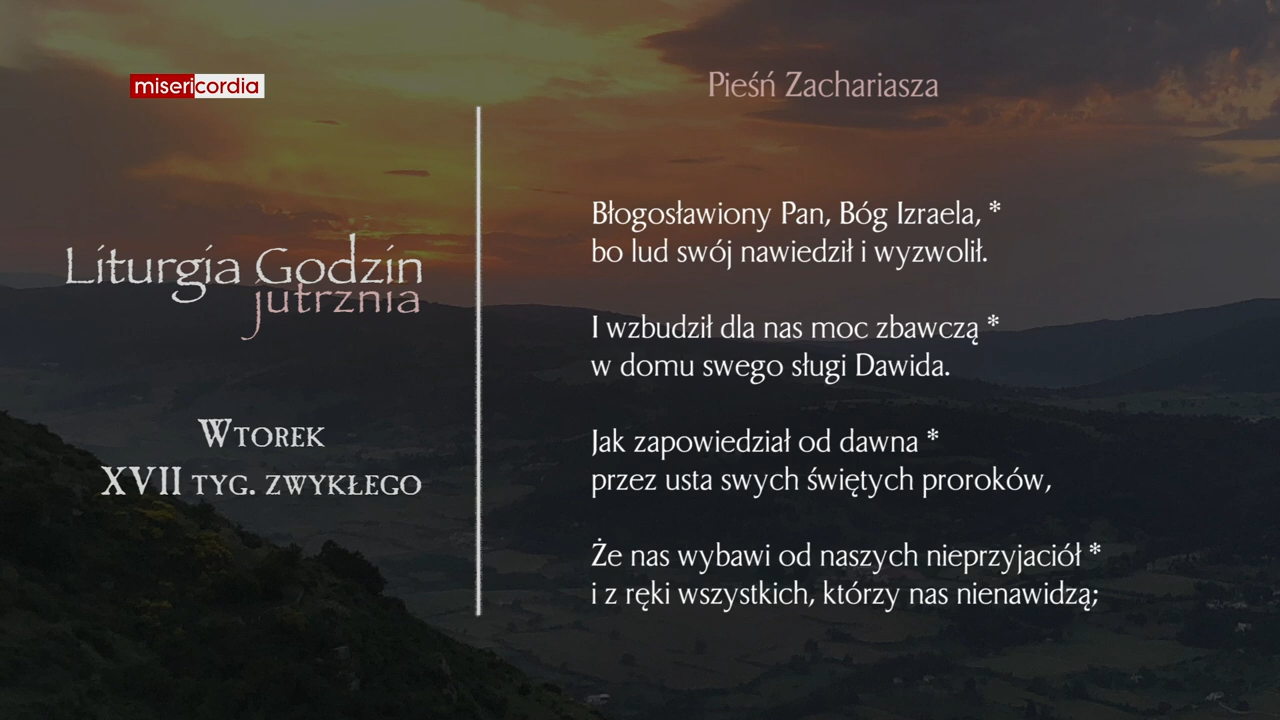 misericordia
Liturgia Godzin
jutrznia
Wtorek
XVII tyg. zwykłego
Pieśń Zachariasza
Błogosławiony Pan, Bóg Izraela, *
bo lud swój nawiedził i wyzwolił.
I wzbudził dla nas moc zbawczą *
w domu swego sługi Dawida.
Jak zapowiedział od dawna *
przez usta swych świętych proroków,
Że nas wybawi od naszych nieprzyjaciół *
i z ręki wszystkich, którzy nas nienawidzą;